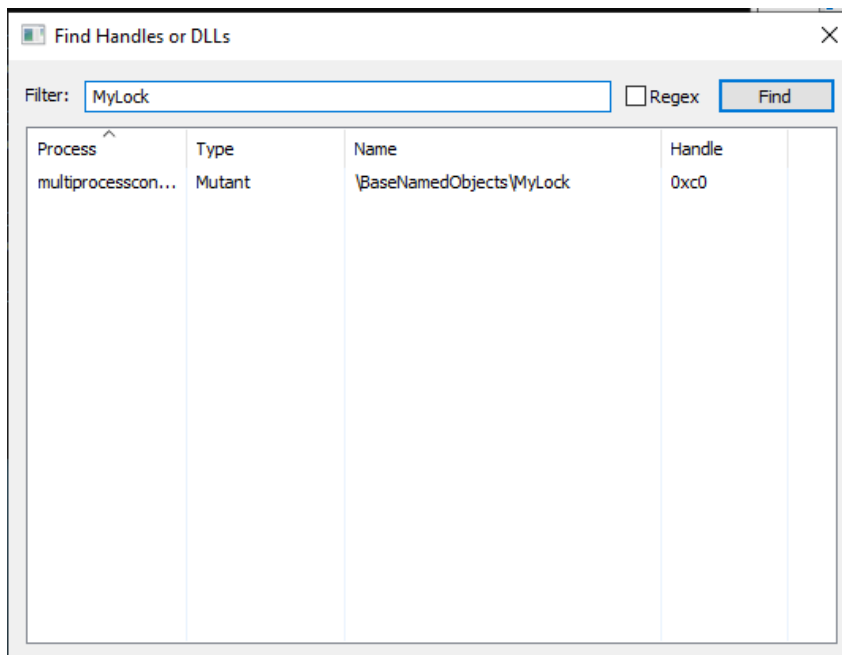 Find Handles or DLLs
Filter: MyLock Regex Find
Process Type Name Handle
multiprocesscon... Mutant \BaseNamedObjects\MyLock 0xc0